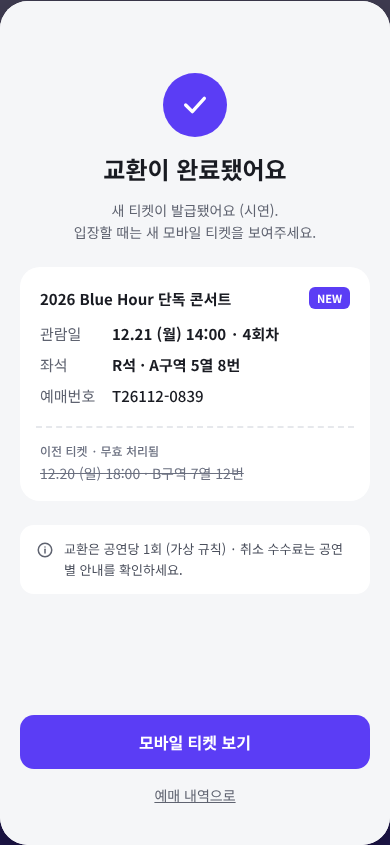 교환이 완료됐어요
새 티켓이 발급됐어요 (시연).
입장할 때는 새 모바일 티켓을 보여주세요.
2026 Blue Hour 단독 콘서트 NEW
관람일 12.21 (월) 14:00 · 4회차
좌석 R석 · A구역 5열 8번
예매번호 T26112-0839
이전 티켓 · 무효 처리됨
12.20 (일) 18:00 · B구역 7열 12번
교환은 공연당 1회 (가상 규칙) · 취소 수수료는 공연
별 안내를 확인하세요.
모바일 티켓 보기
예매 내역으로